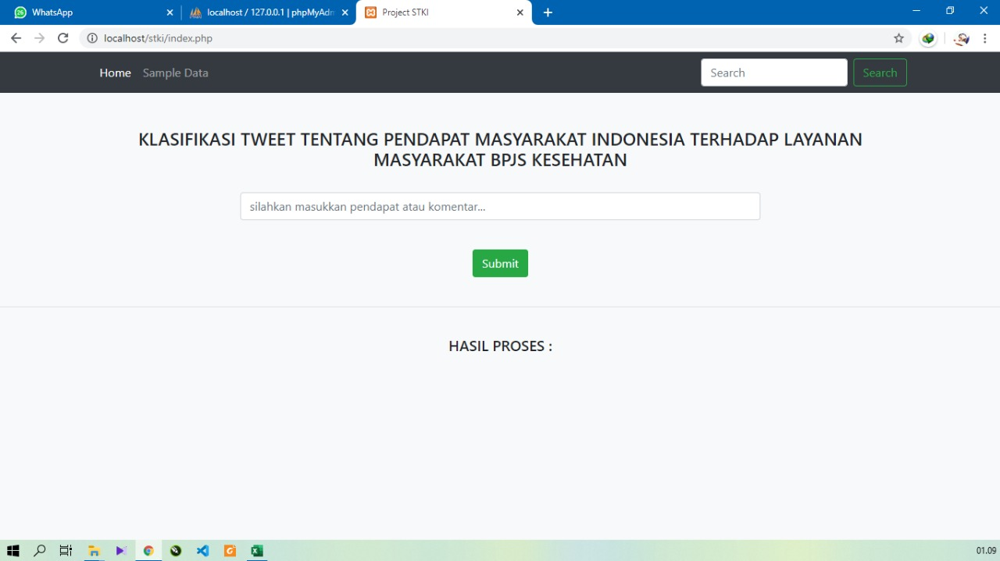 26 WhatsApp
localhost / 127.0.0.1 | phpMyAdm
Project STKI
localhost/stki/index.php
Home Sample Data Search Search
KLASIFIKASI TWEET TENTANG PENDAPAT MASYARAKAT INDONESIA TERHADAP LAYANAN
MASYARAKAT BPJS KESEHATAN
silahkan masukkan pendapat atau komentar...
Submit
HASIL PROSES :
01.09